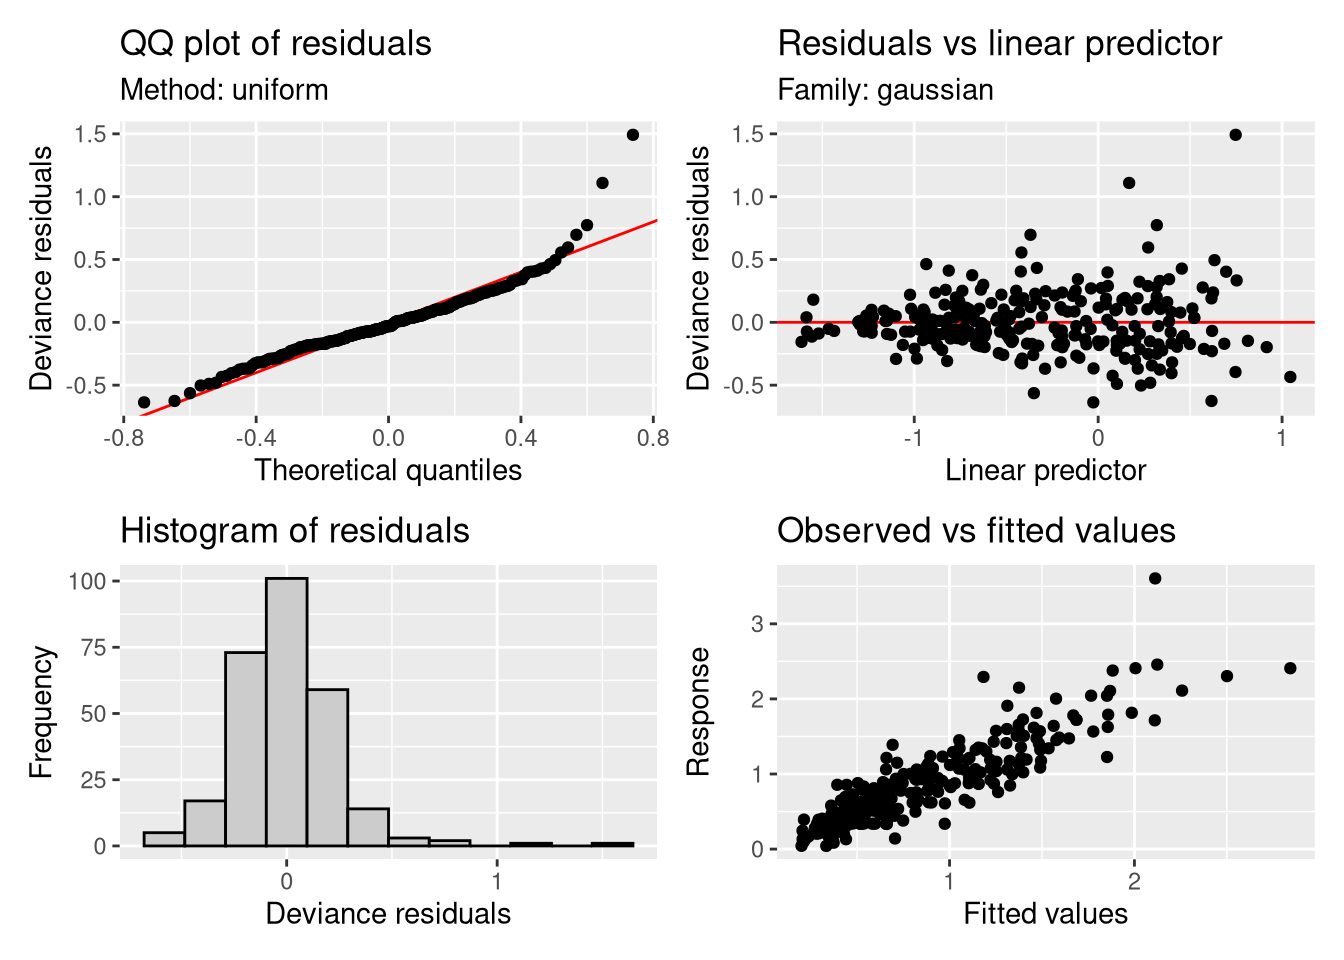 QQ plot of residuals
Method: uniform
Deviance residuals
1.5
1.0
0.5
0.0
-0.5
-0.8
-0.4
0.0
0.4
0.8
Theoretical quantiles
Residuals vs linear predictor
Family: gaussian
Deviance residuals
1.5
1.0
0.5
0.0
-0.5
-1
0
1
Linear predictor
Histogram of residuals
Frequency
100
75
50
25
0
0
1
Deviance residuals
Observed vs fitted values
Response
3
2
1
0
1
2
Fitted values